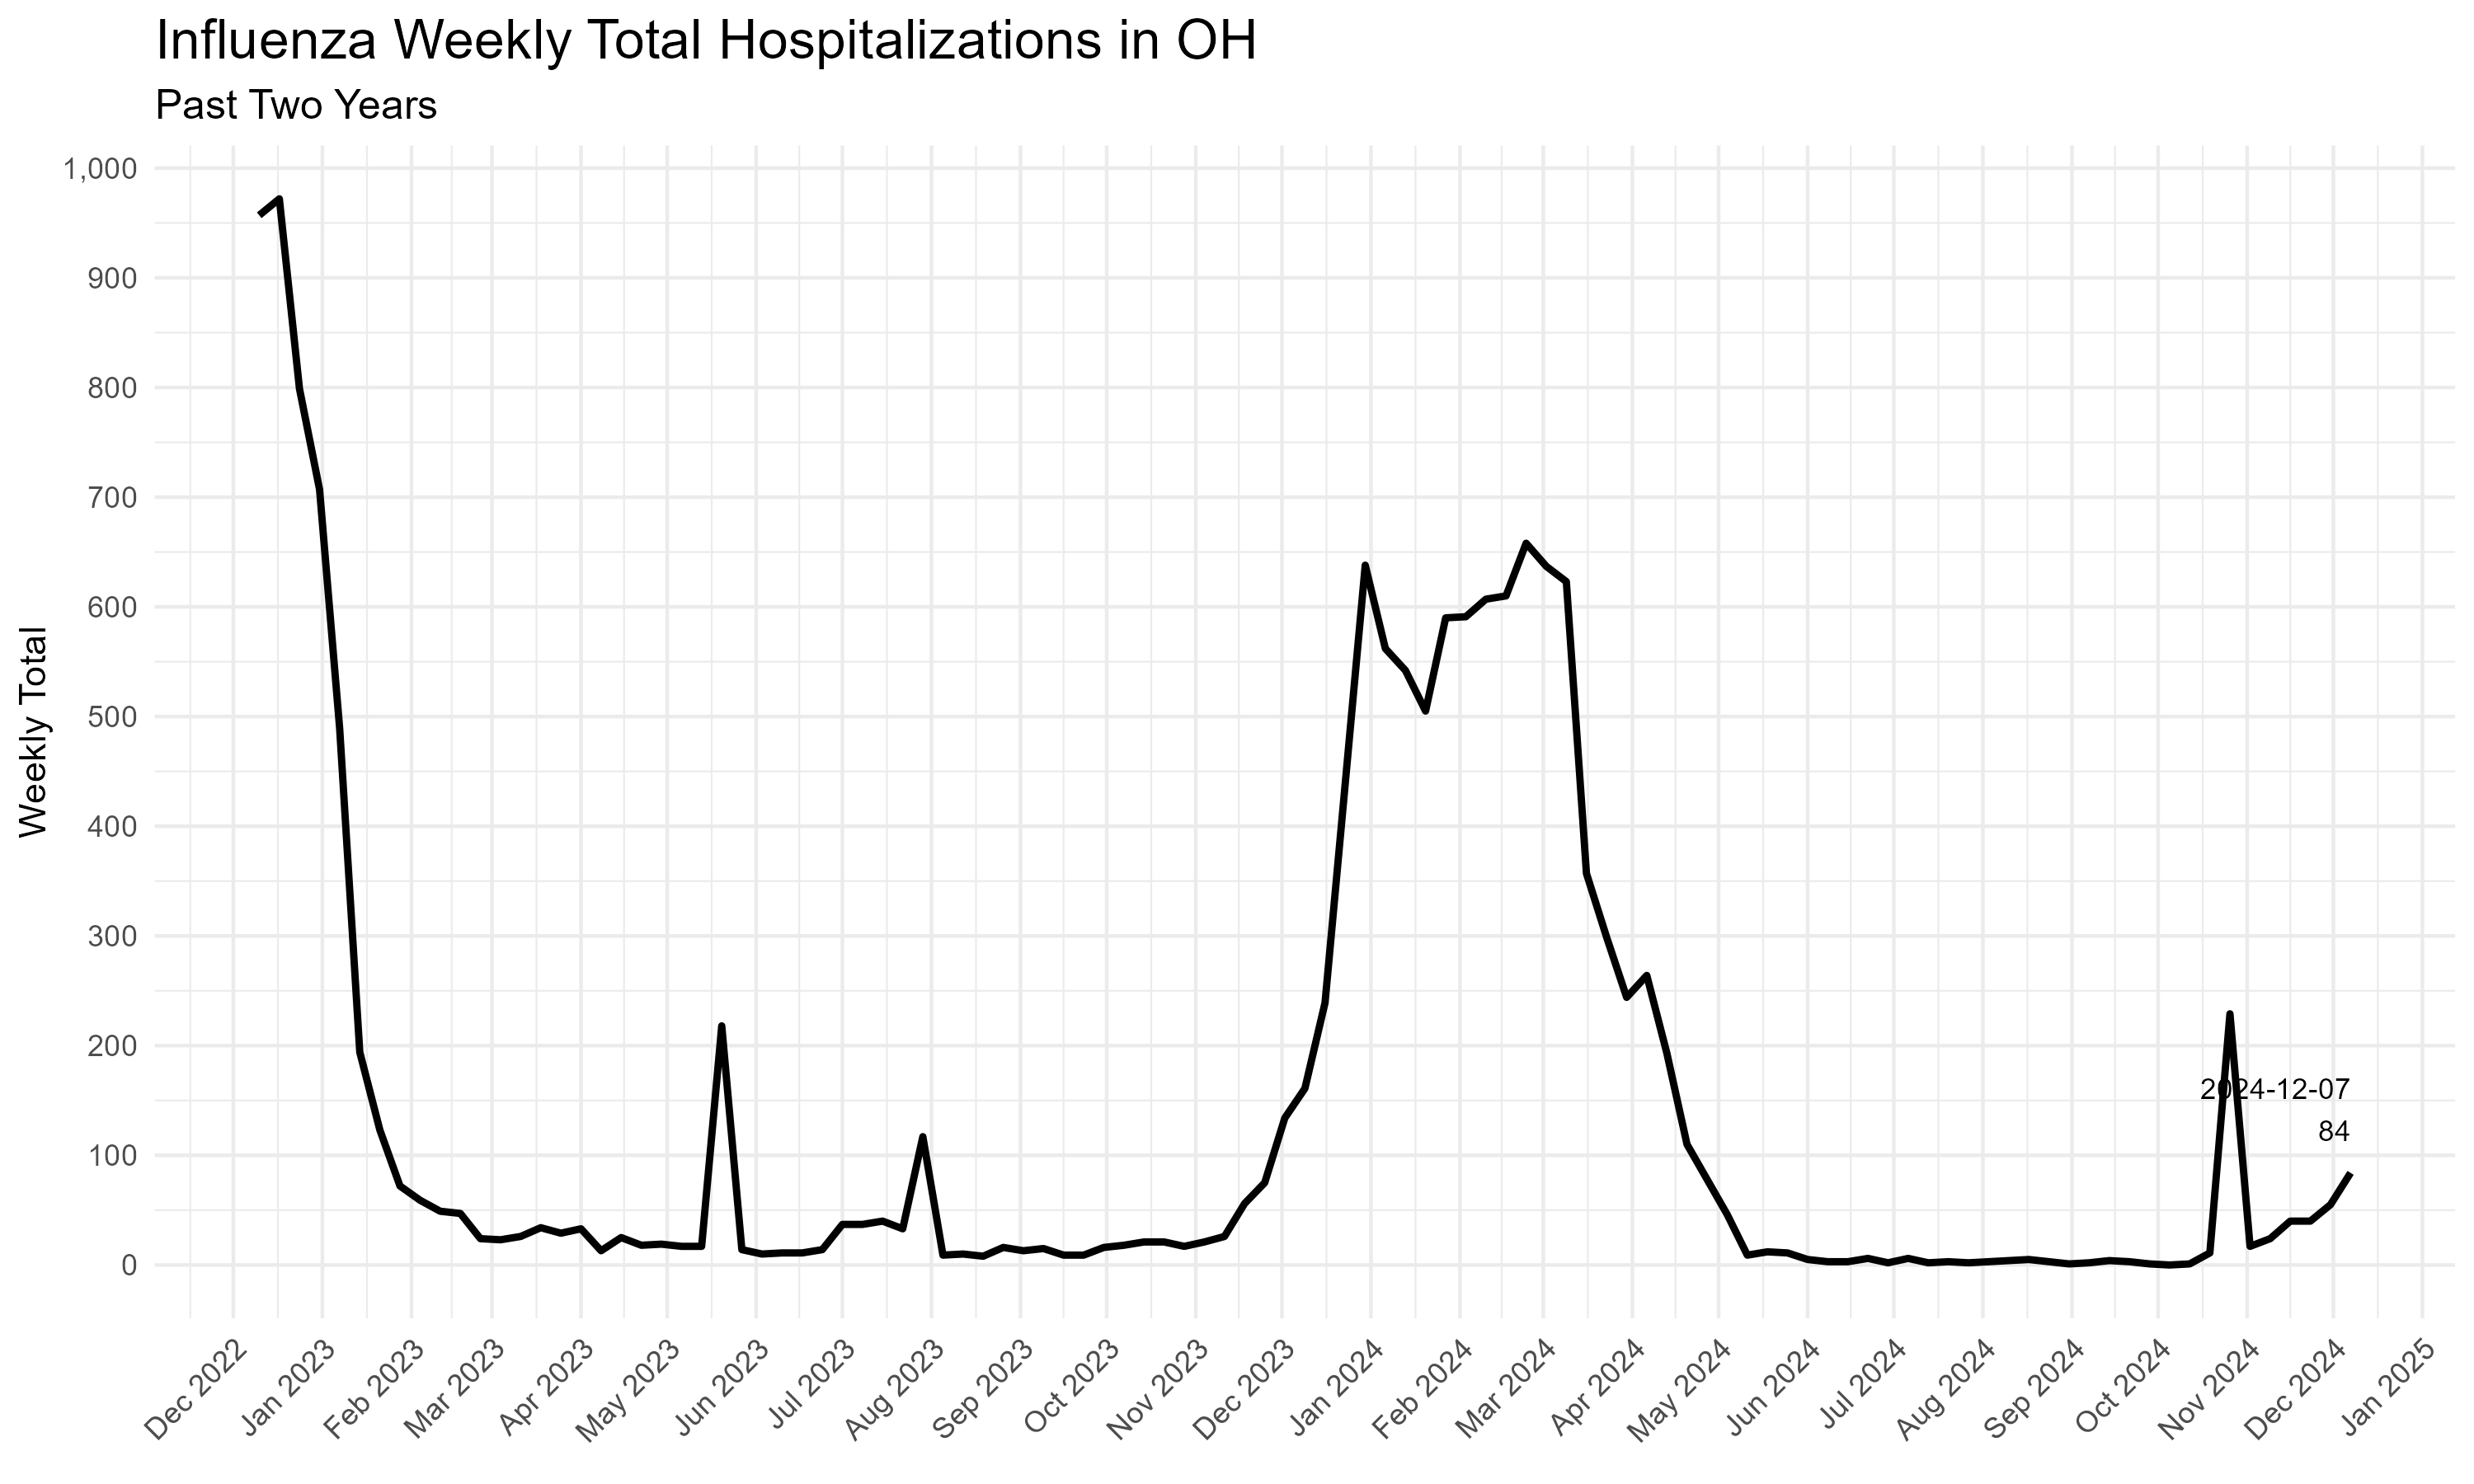 Influenza Weekly Total Hospitalizations in OH
Past Two Years
Weekly Total
1,000
900
800
700
600
500
400
300
200
100
0
2024-12-07
84
Dec 2022
Jan 2023
Feb 2023
Mar 2023
Apr 2023
May 2023
Jun 2023
Jul 2023
Aug 2023
Sep 2023
Oct 2023
Nov 2023
Dec 2023
Jan 2024
Feb 2024
Mar 2024
Apr 2024
May 2024
Jun 2024
Jul 2024
Aug 2024
Sep 2024
Oct 2024
Nov 2024
Dec 2024
Jan 2025